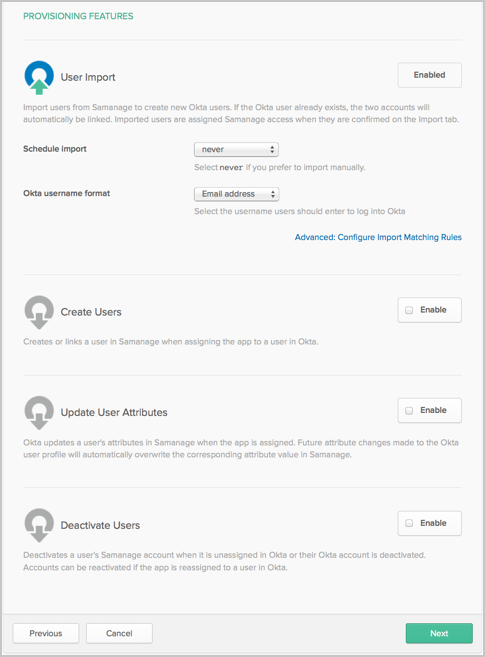 PROVISIONING FEATURES
User Import
Enabled
Import users from Samanage to create new Okta users. If the Okta user already exists, the two accounts will
automatically be linked. Imported users are assigned Samanage access when they are confirmed on the Import tab.
Schedule import
never
Select never if you prefer to import manually.
Okta username format
Email address
Select the username users should enter to log into Okta
Advanced: Configure Import Matching Rules
Create Users
Enable
Creates or links a user in Samanage when assigning the app to a user in Okta.
Update User Attributes
Enable
Okta updates a user's attributes in Samanage when the app is assigned. Future attribute changes made to the Okta
user profile will automatically overwrite the corresponding attribute value in Samanage.
Deactivate Users
Enable
Deactivates a user's Samanage account when it is unassigned in Okta or their Okta account is deactivated.
Accounts can be reactivated if the app is reassigned to a user in Okta.
Previous
Cancel
Next